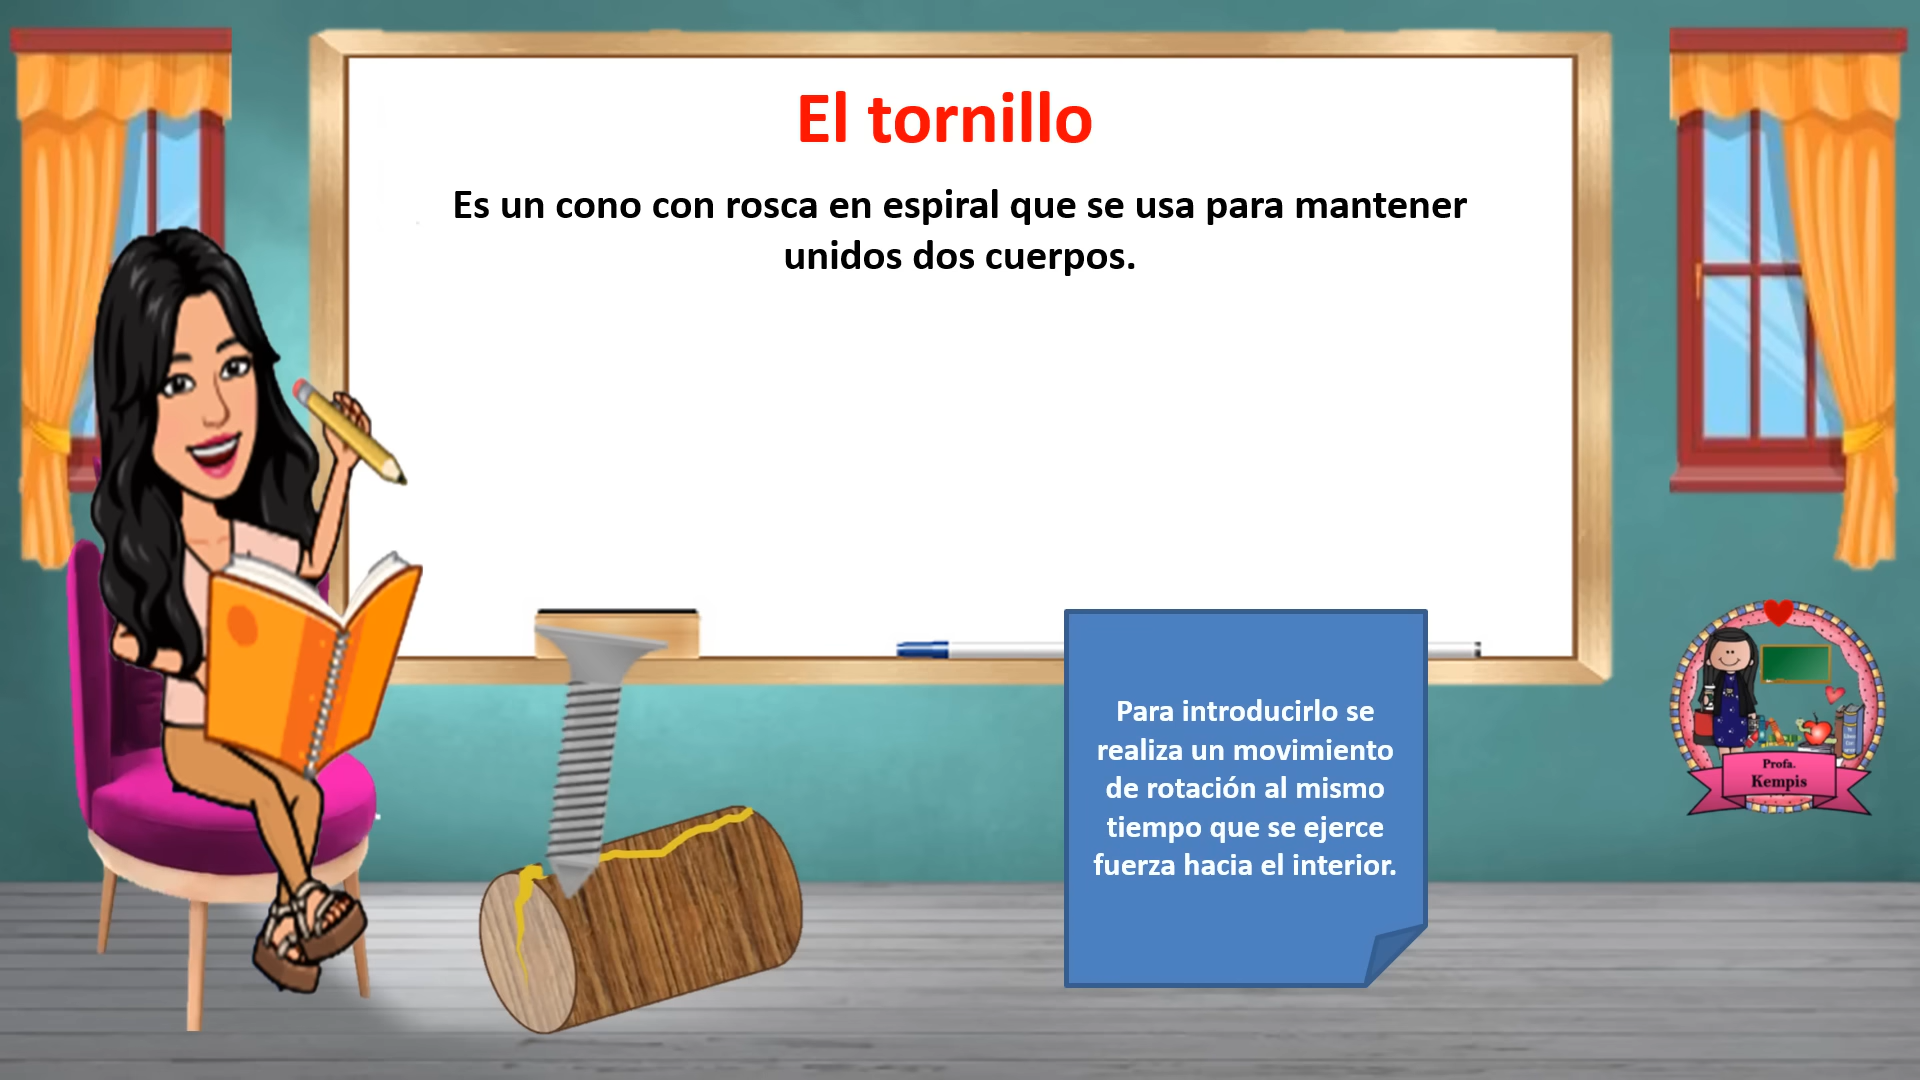 El tornillo
Es un cono con rosca en espiral que se usa para mantener
unidos dos cuerpos.
Para introducirlo se
realiza un movimiento
de rotación al mismo
tiempo que se ejerce
fuerza hacia el interior.
Profa.
Kempis